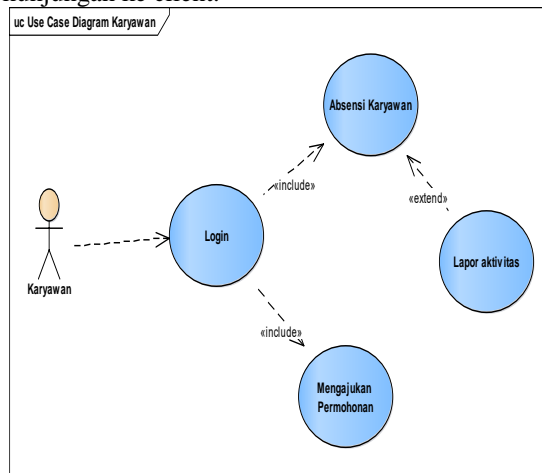 uc Use Case Diagram Karyawan
Absensi Karyawan
«include»
«extend»
Login
Lapor aktivitas
Karyawan
«include»
Mengajukan
Permohonan